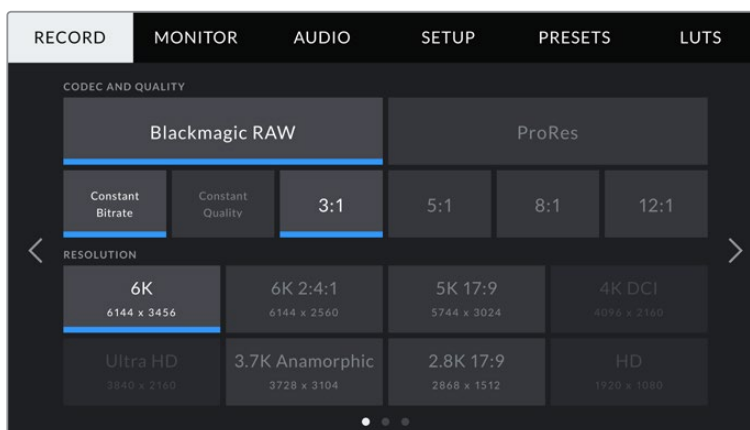 RECORD MONITOR AUDIO SETUP PRESETS LUTS
CODEC AND QUALITY
Blackmagic RAW ProRes
Constant Bitrate Constant Quality 3:1 5:1 8:1 12:1
RESOLUTION
6K 6K 2:4:1 5K 17:9 4K DCI
6144 x 3456 6144 x 2560 5744 x 3024 4096 x 2160
Ultra HD 3.7K Anamorphic 2.8K 17:9 HD
3840 x 2160 3728 x 3104 2868 x 1512 1920 x 1080